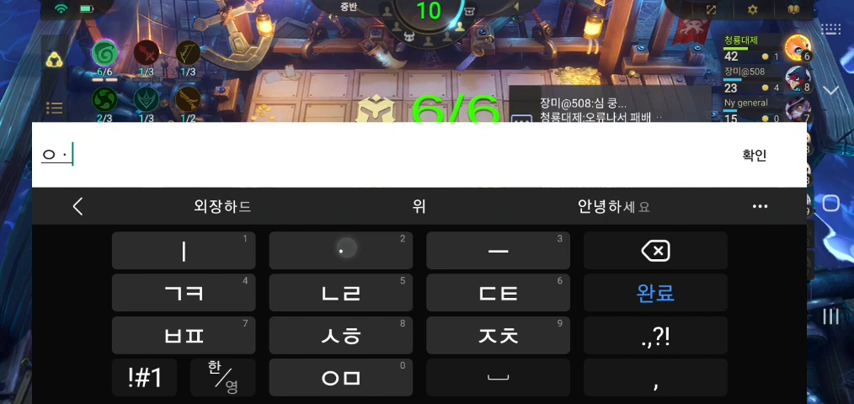 중반
10
6/6
1/3
1/3
2/3
1/3
1/2
6/6
장미@508:심 쿵...
청룡대제:오류나서 패배 ..
청룡대제
42
1
6
장미@508
23
4
8
Ny general
15
0
7
ㅇㆍ
확인
외장하드
위
안녕하세요
ㅣ 1
ㆍ 2
ㅡ 3
ㄱㅋ 4
ㄴㄹ 5
ㄷㅌ 6
완료
ㅂㅍ 7
ㅅㅎ 8
ㅈㅊ 9
.,?!
!#1
한/영
ㅇㅁ 0
,